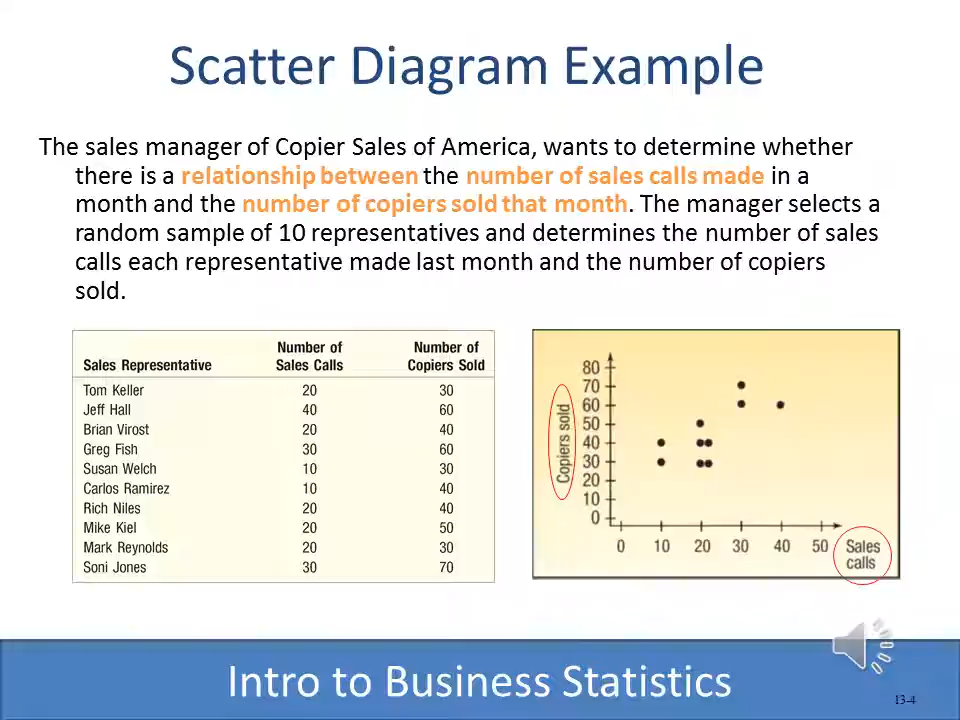 Scatter Diagram Example
The sales manager of Copier Sales of America, wants to determine whether
there is a relationship between the number of sales calls made in a
month and the number of copiers sold that month. The manager selects a
random sample of 10 representatives and determines the number of sales
calls each representative made last month and the number of copiers
sold.
Number of Number of
Sales Representative Sales Calls Copiers Sold
Tom Keller 20 30
Jeff Hall 40 60
Brian Virost 20 40
Greg Fish 30 60
Susan Welch 10 30
Carlos Ramirez 10 40
Rich Niles 20 40
Mike Kiel 20 50
Mark Reynolds 20 30
Soni Jones 30 70
Copiers sold
80
70
60
50
40
30
20
10
0
0 10 20 30 40 50 Sales
calls
Intro to Business Statistics
13-4